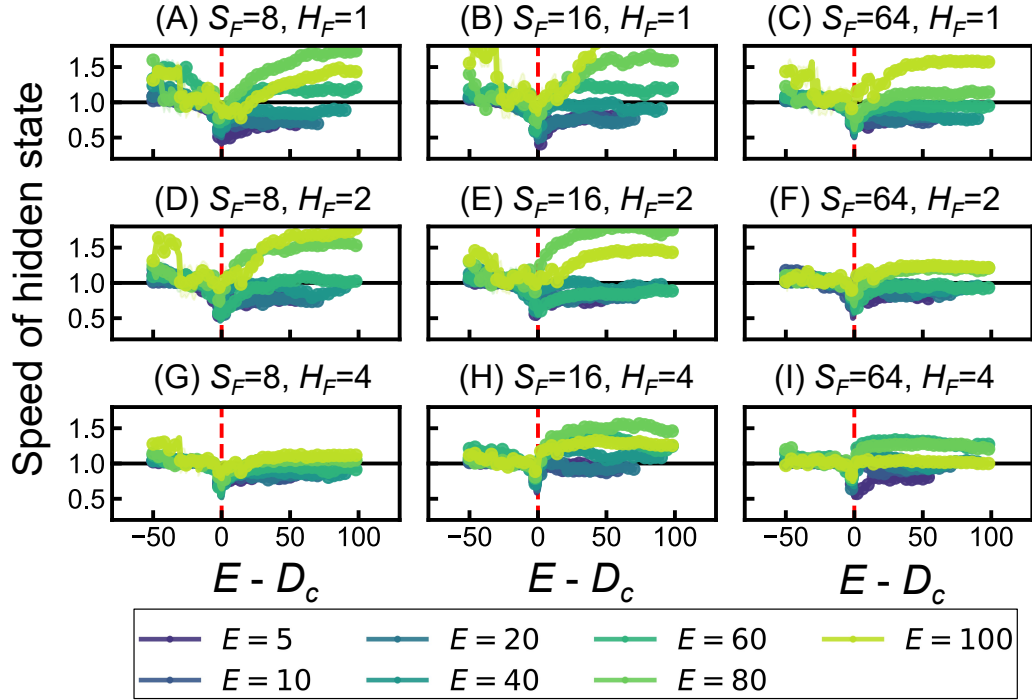 (A) S_F=8, H_F=1 (B) S_F=16, H_F=1 (C) S_F=64, H_F=1
1.5
1.0
0.5
(D) S_F=8, H_F=2 (E) S_F=16, H_F=2 (F) S_F=64, H_F=2
1.5
1.0
0.5
(G) S_F=8, H_F=4 (H) S_F=16, H_F=4 (I) S_F=64, H_F=4
1.5
1.0
0.5
Speed of hidden state
−50 0 50 100 −50 0 50 100 −50 0 50 100
E - D_c E - D_c E - D_c
E = 5 E = 20 E = 60 E = 100
E = 10 E = 40 E = 80